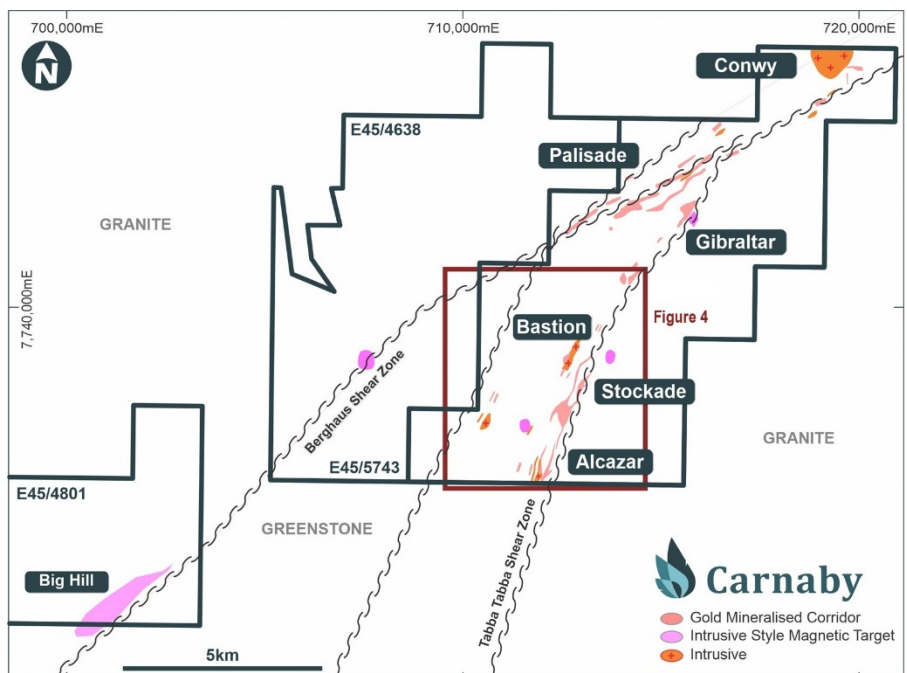 700,000mE
710,000mE
720,000mE
N
Conwy
E45/4638
Palisade
GRANITE
Gibraltar
7,740,000mE
Figure 4
Bastion
Berghaus Shear Zone
Stockade
GRANITE
Alcazar
E45/5743
E45/4801
GREENSTONE
Tabba Tabba Shear Zone
Big Hill
Carnaby
Gold Mineralised Corridor
Intrusive Style Magnetic Target
Intrusive
5km